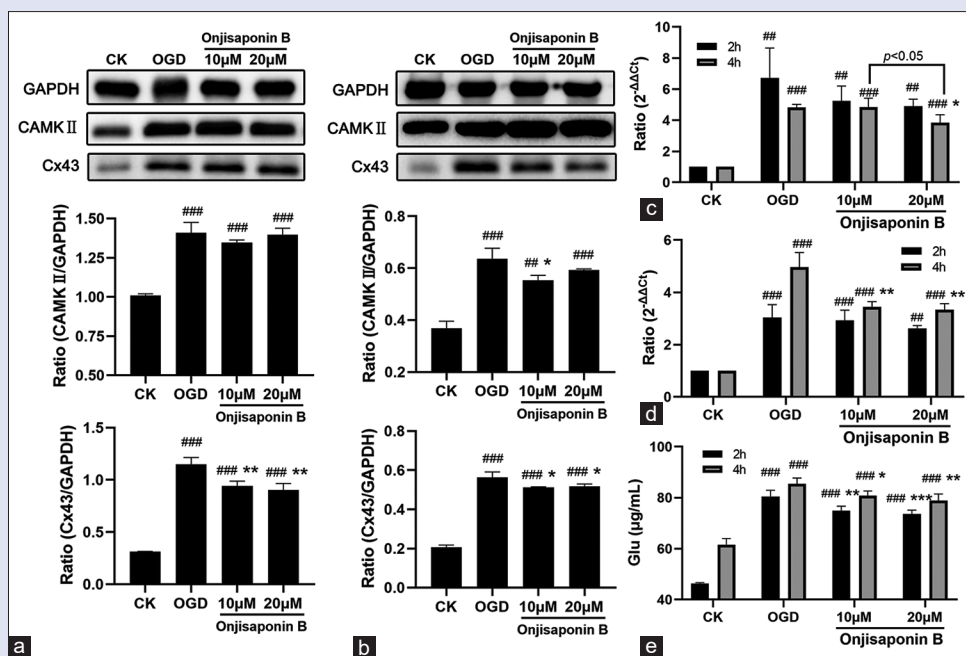 Onjisaponin B
CK OGD 10μM 20μM
GAPDH
CAMK II
Cx43
Ratio (CAMK II/GAPDH)
1.50
1.25
1.00
0.75
0.50
### ### ###
CK OGD 10μM 20μM
Onjisaponin B
Ratio (Cx43/GAPDH)
1.5
1.0
0.5
0.0
### ### ** ### **
CK OGD 10μM 20μM
Onjisaponin B
a
Onjisaponin B
CK OGD 10μM 20μM
GAPDH
CAMK II
Cx43
Ratio (CAMK II/GAPDH)
0.8
0.6
0.4
0.2
### ## * ###
CK OGD 10μM 20μM
Onjisaponin B
Ratio (Cx43/GAPDH)
0.8
0.6
0.4
0.2
0.0
### ### * ### *
CK OGD 10μM 20μM
Onjisaponin B
b
Ratio (2-ΔΔCt)
10
8
6
4
2
0
2h
4h
p<0.05
## ### ## ### ## ### *
CK OGD 10μM 20μM
Onjisaponin B
c
Ratio (2-ΔΔCt)
6
4
2
0
2h
4h
### ### ### ### ** ## ### **
CK OGD 10μM 20μM
Onjisaponin B
d
Glu (μg/mL)
100
80
60
40
2h
4h
### ### ### ** ### * ### *** ### **
CK OGD 10μM 20μM
Onjisaponin B
e